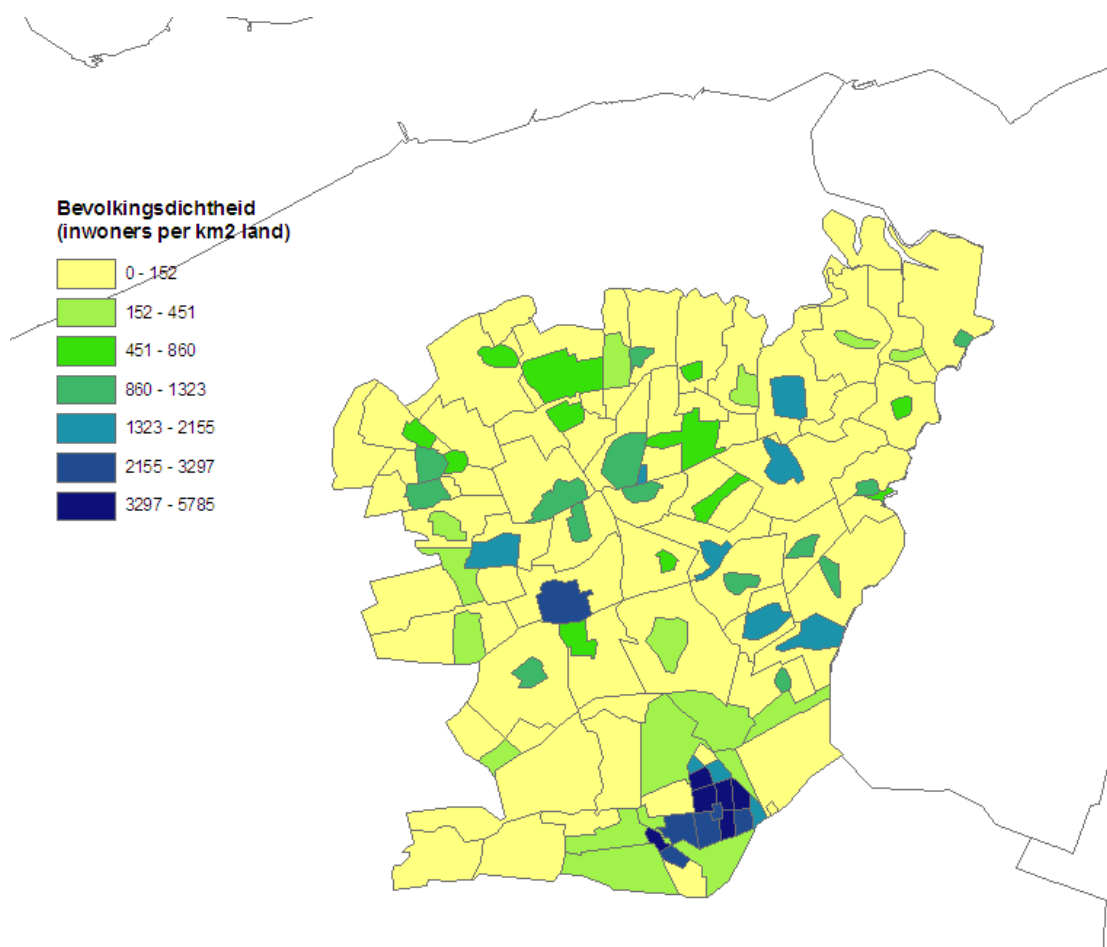 Bevolkingsdichtheid
(inwoners per km2 land)
0 - 152
152 - 451
451 - 860
860 - 1323
1323 - 2155
2155 - 3297
3297 - 5785